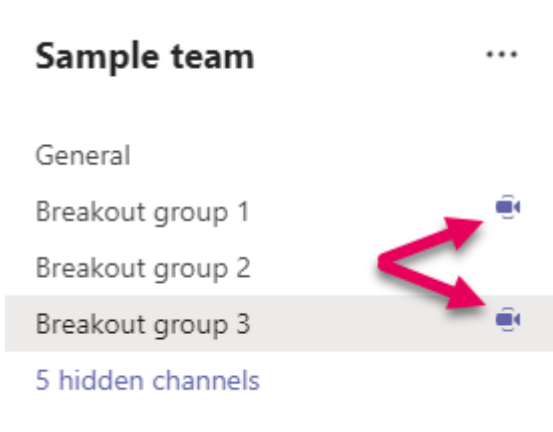 Sample team
General
Breakout group 1
Breakout group 2
Breakout group 3
5 hidden channels